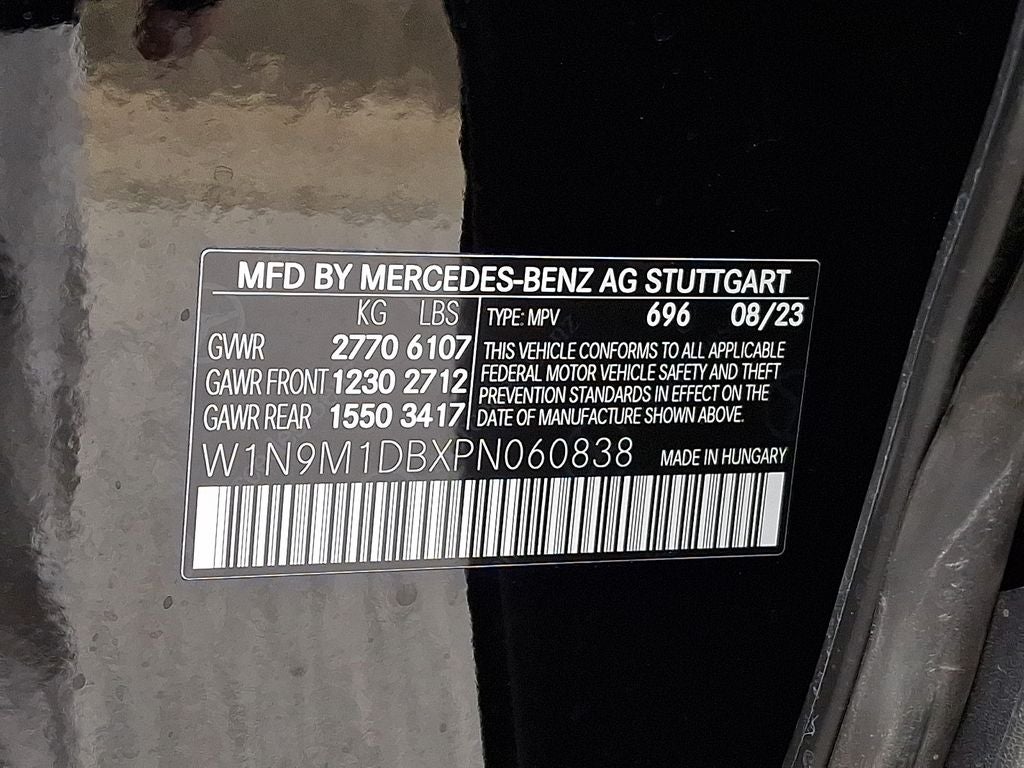 MFD BY MERCEDES-BENZ AG STUTTGART
KG LBS
GVWR 2770 6107
GAWR FRONT 1230 2712
GAWR REAR 1550 3417
TYPE: MPV 696 08/23
THIS VEHICLE CONFORMS TO ALL APPLICABLE
FEDERAL MOTOR VEHICLE SAFETY AND THEFT
PREVENTION STANDARDS IN EFFECT ON THE
DATE OF MANUFACTURE SHOWN ABOVE.
W1N9M1DBXPN060838 MADE IN HUNGARY